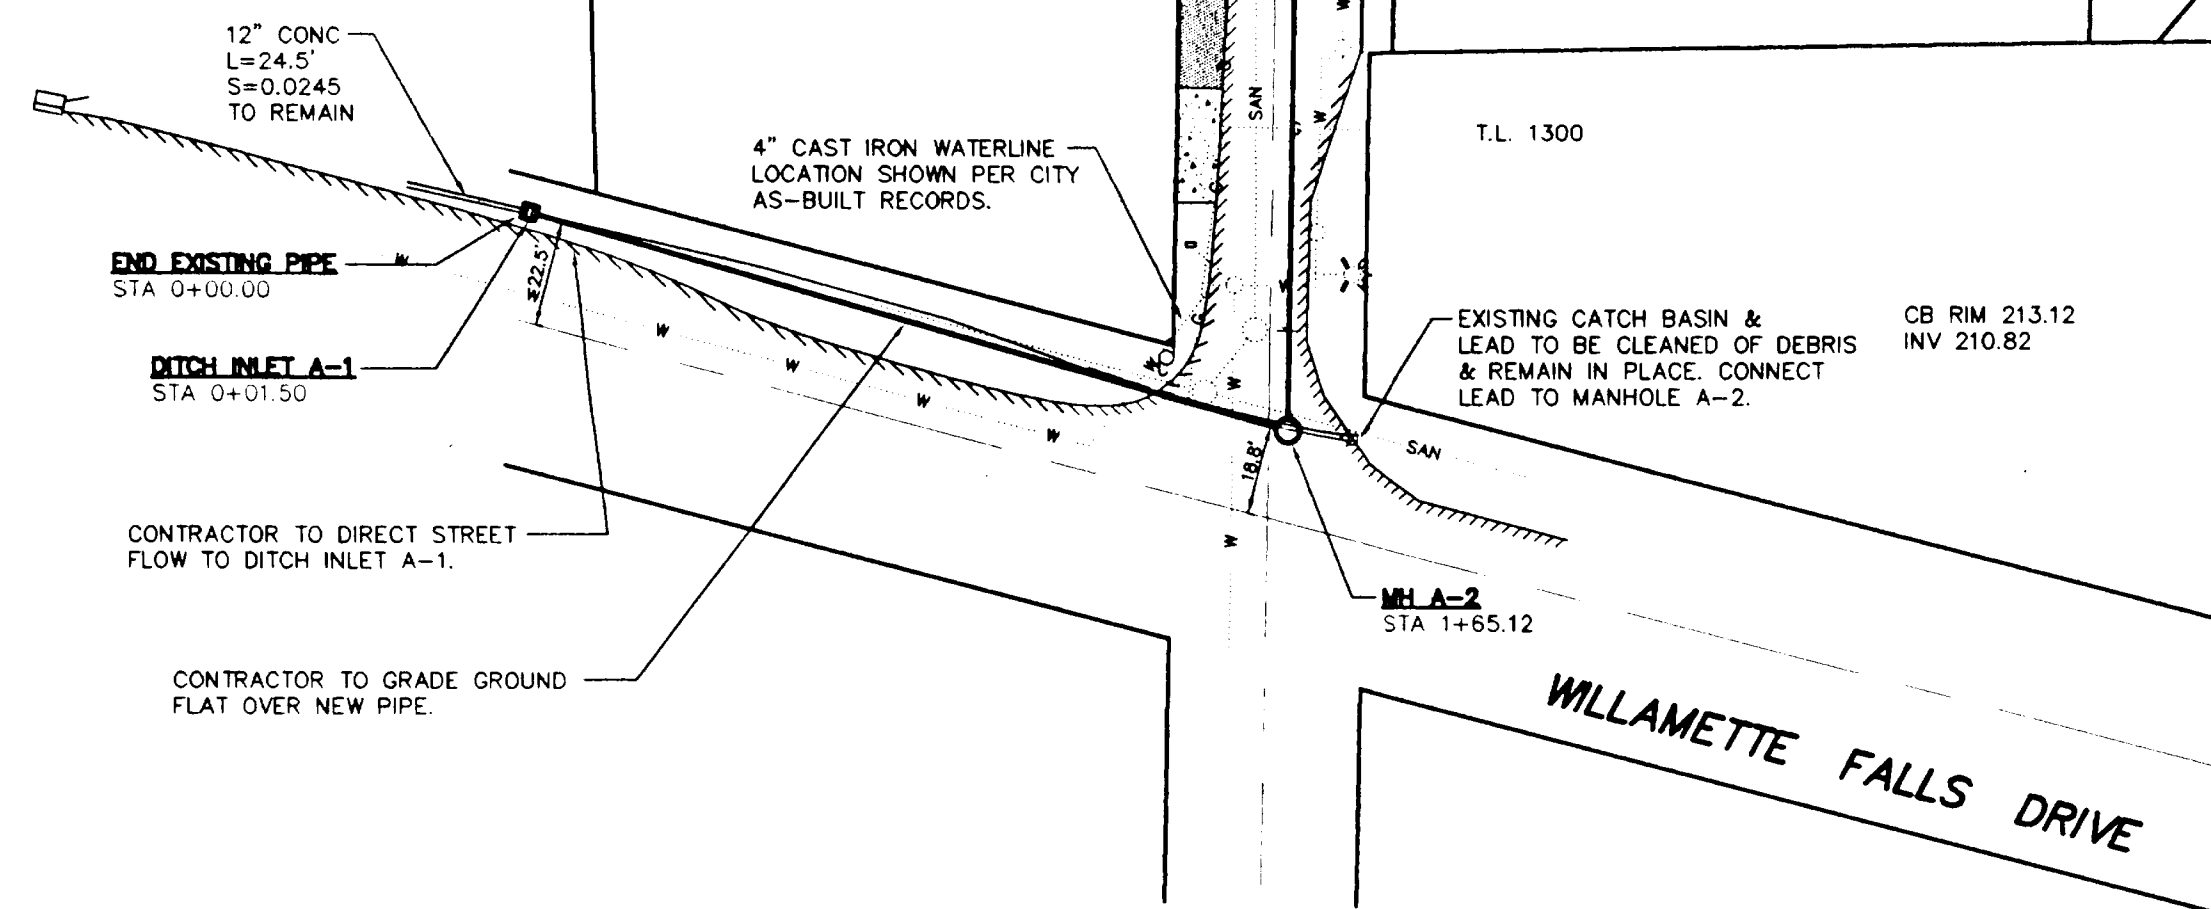 12" CONC
L=24.5'
S=0.0245
TO REMAIN
4" CAST IRON WATERLINE
LOCATION SHOWN PER CITY
AS-BUILT RECORDS.
SAN
W
W
T.L. 1300
END EXISTING PIPE
STA 0+00.00
W
22.5'
DITCH INLET A-1
STA 0+01.50
W
W
W
W
W
EXISTING CATCH BASIN &
LEAD TO BE CLEANED OF DEBRIS
& REMAIN IN PLACE. CONNECT
LEAD TO MANHOLE A-2.
CB RIM 213.12
INV 210.82
SAN
18.8'
W
CONTRACTOR TO DIRECT STREET
FLOW TO DITCH INLET A-1.
MH A-2
STA 1+65.12
CONTRACTOR TO GRADE GROUND
FLAT OVER NEW PIPE.
WILLAMETTE FALLS DRIVE